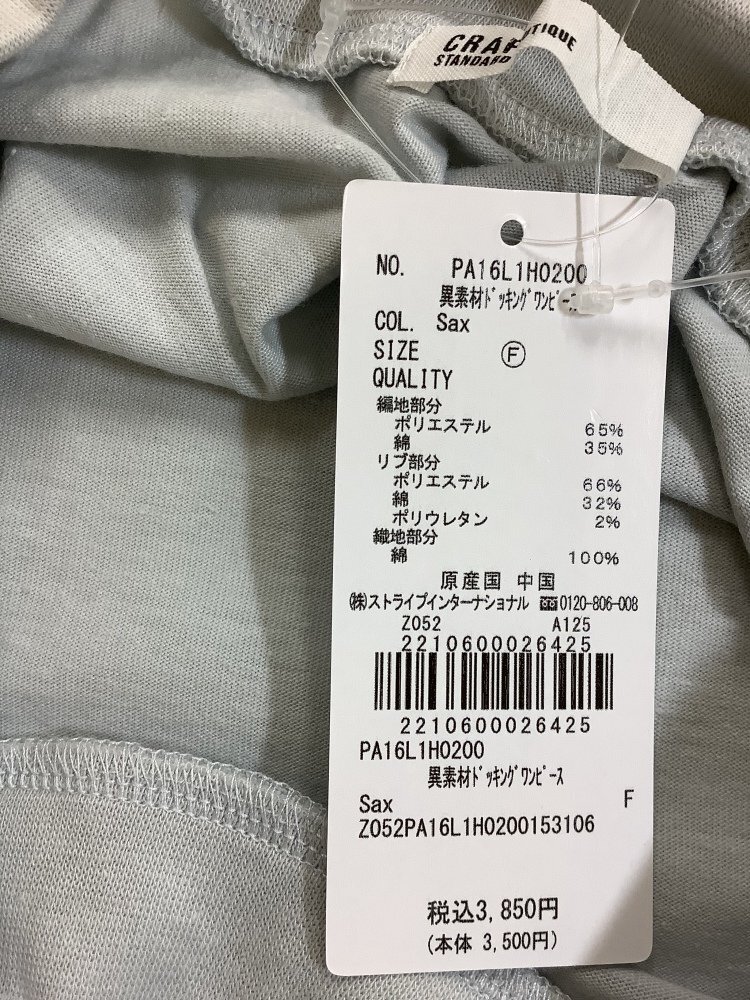 CRAF TIQUE
STANDARD
NO. PA16L1H0200
異素材ﾄﾞｯｷﾝｸﾞﾜﾝﾋﾟｰｽ
COL. Sax
SIZE Ⓕ
QUALITY
編地部分
ポリエステル 65%
綿 35%
リブ部分
ポリエステル 66%
綿 32%
ポリウレタン 2%
織地部分
綿 100%
原産国 中国
㈱ストライプインターナショナル ☎0120-806-008
Z052 A125
2210600026425
2210600026425
PA16L1H0200
異素材ﾄﾞｯｷﾝｸﾞﾜﾝﾋﾟｰｽ
Sax F
Z052PA16L1H0200153106
税込3,850円
(本体 3,500円)